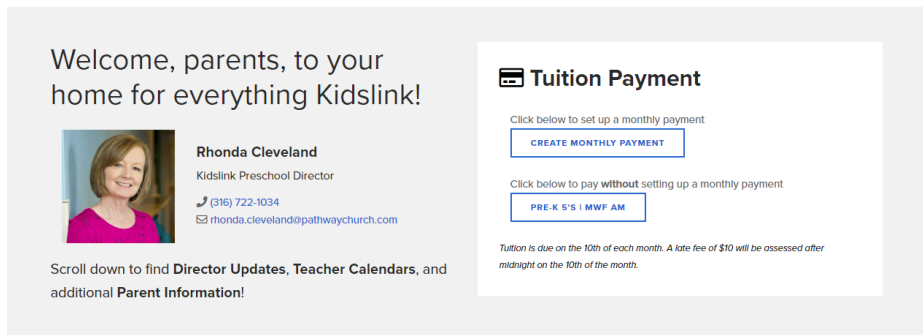 Welcome, parents, to your
home for everything Kidslink!
Rhonda Cleveland
Kidslink Preschool Director
(316) 722-1034
rhonda.cleveland@pathwaychurch.com
Scroll down to find Director Updates, Teacher Calendars, and
additional Parent Information!
Tuition Payment
Click below to set up a monthly payment
CREATE MONTHLY PAYMENT
Click below to pay without setting up a monthly payment
PRE-K 5'S | MWF AM
Tuition is due on the 10th of each month. A late fee of $10 will be assessed after
midnight on the 10th of the month.